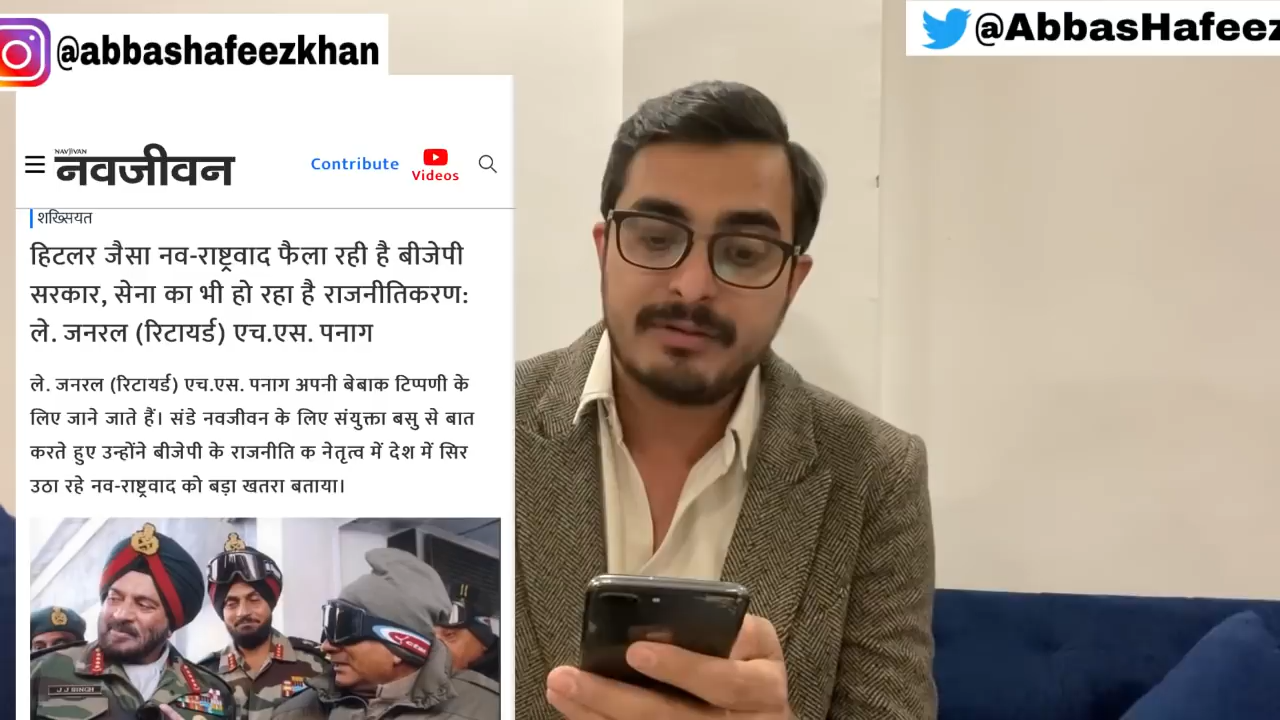 @abbashafeezkhan
@AbbasHafeez
NAVJIVAN
नवजीवन
Contribute
Videos
शख्सियत
हिटलर जैसा नव-राष्ट्रवाद फैला रही है बीजेपी
सरकार, सेना का भी हो रहा है राजनीतिकरण:
ले. जनरल (रिटायर्ड) एच.एस. पनाग
ले. जनरल (रिटायर्ड) एच.एस. पनाग अपनी बेबाक टिप्पणी के
लिए जाने जाते हैं। संडे नवजीवन के लिए संयुक्ता बसु से बात
करते हुए उन्होंने बीजेपी के राजनीति क नेतृत्व में देश में सिर
उठा रहे नव-राष्ट्रवाद को बड़ा खतरा बताया।
J J SINGH